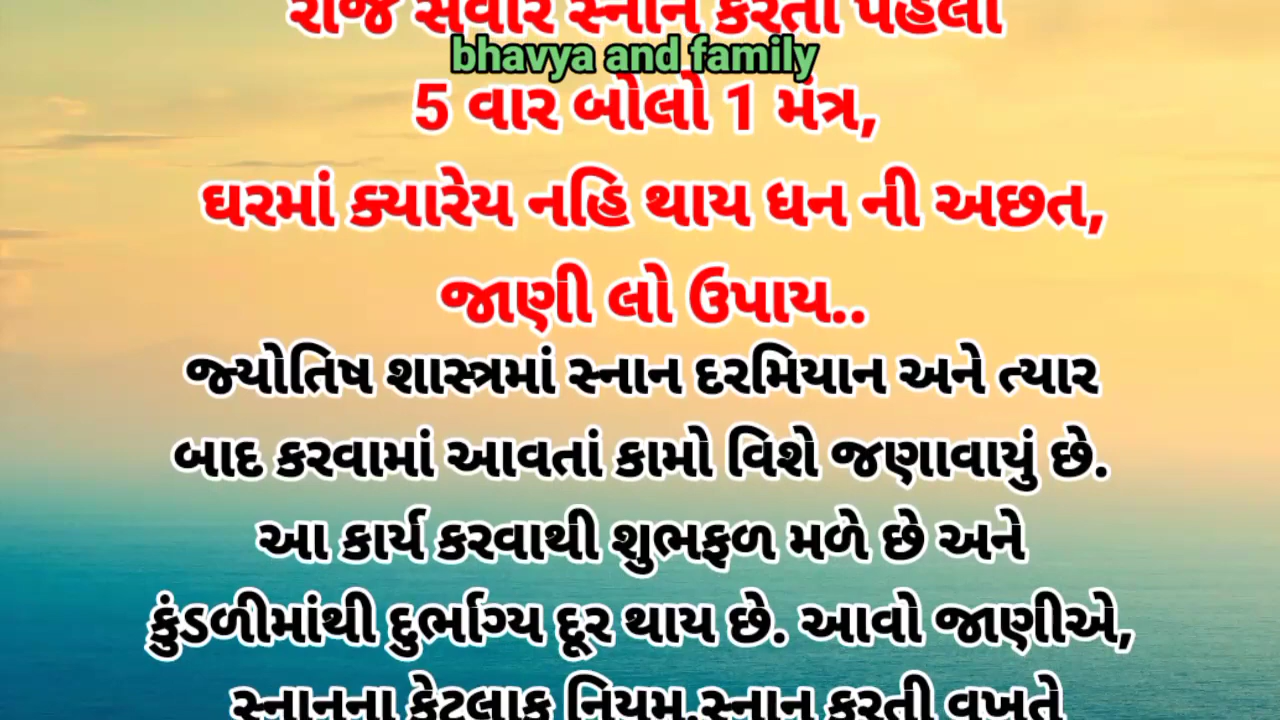 રોજ સવારે સ્નાન કરતા પહેલા
bhavya and family
5 વાર બોલો 1 મંત્ર,
ઘરમાં ક્યારેય નહિ થાય ધન ની અછત,
જાણી લો ઉપાય..
જ્યોતિષ શાસ્ત્રમાં સ્નાન દરમિયાન અને ત્યાર
બાદ કરવામાં આવતાં કામો વિશે જણાવાયું છે.
આ કાર્ય કરવાથી શુભફળ મળે છે અને
કુંડળીમાંથી દુર્ભાગ્ય દૂર થાય છે. આવો જાણીએ,
સ્નાનના કેટલાક નિયમ.સ્નાન કરતી વખતે